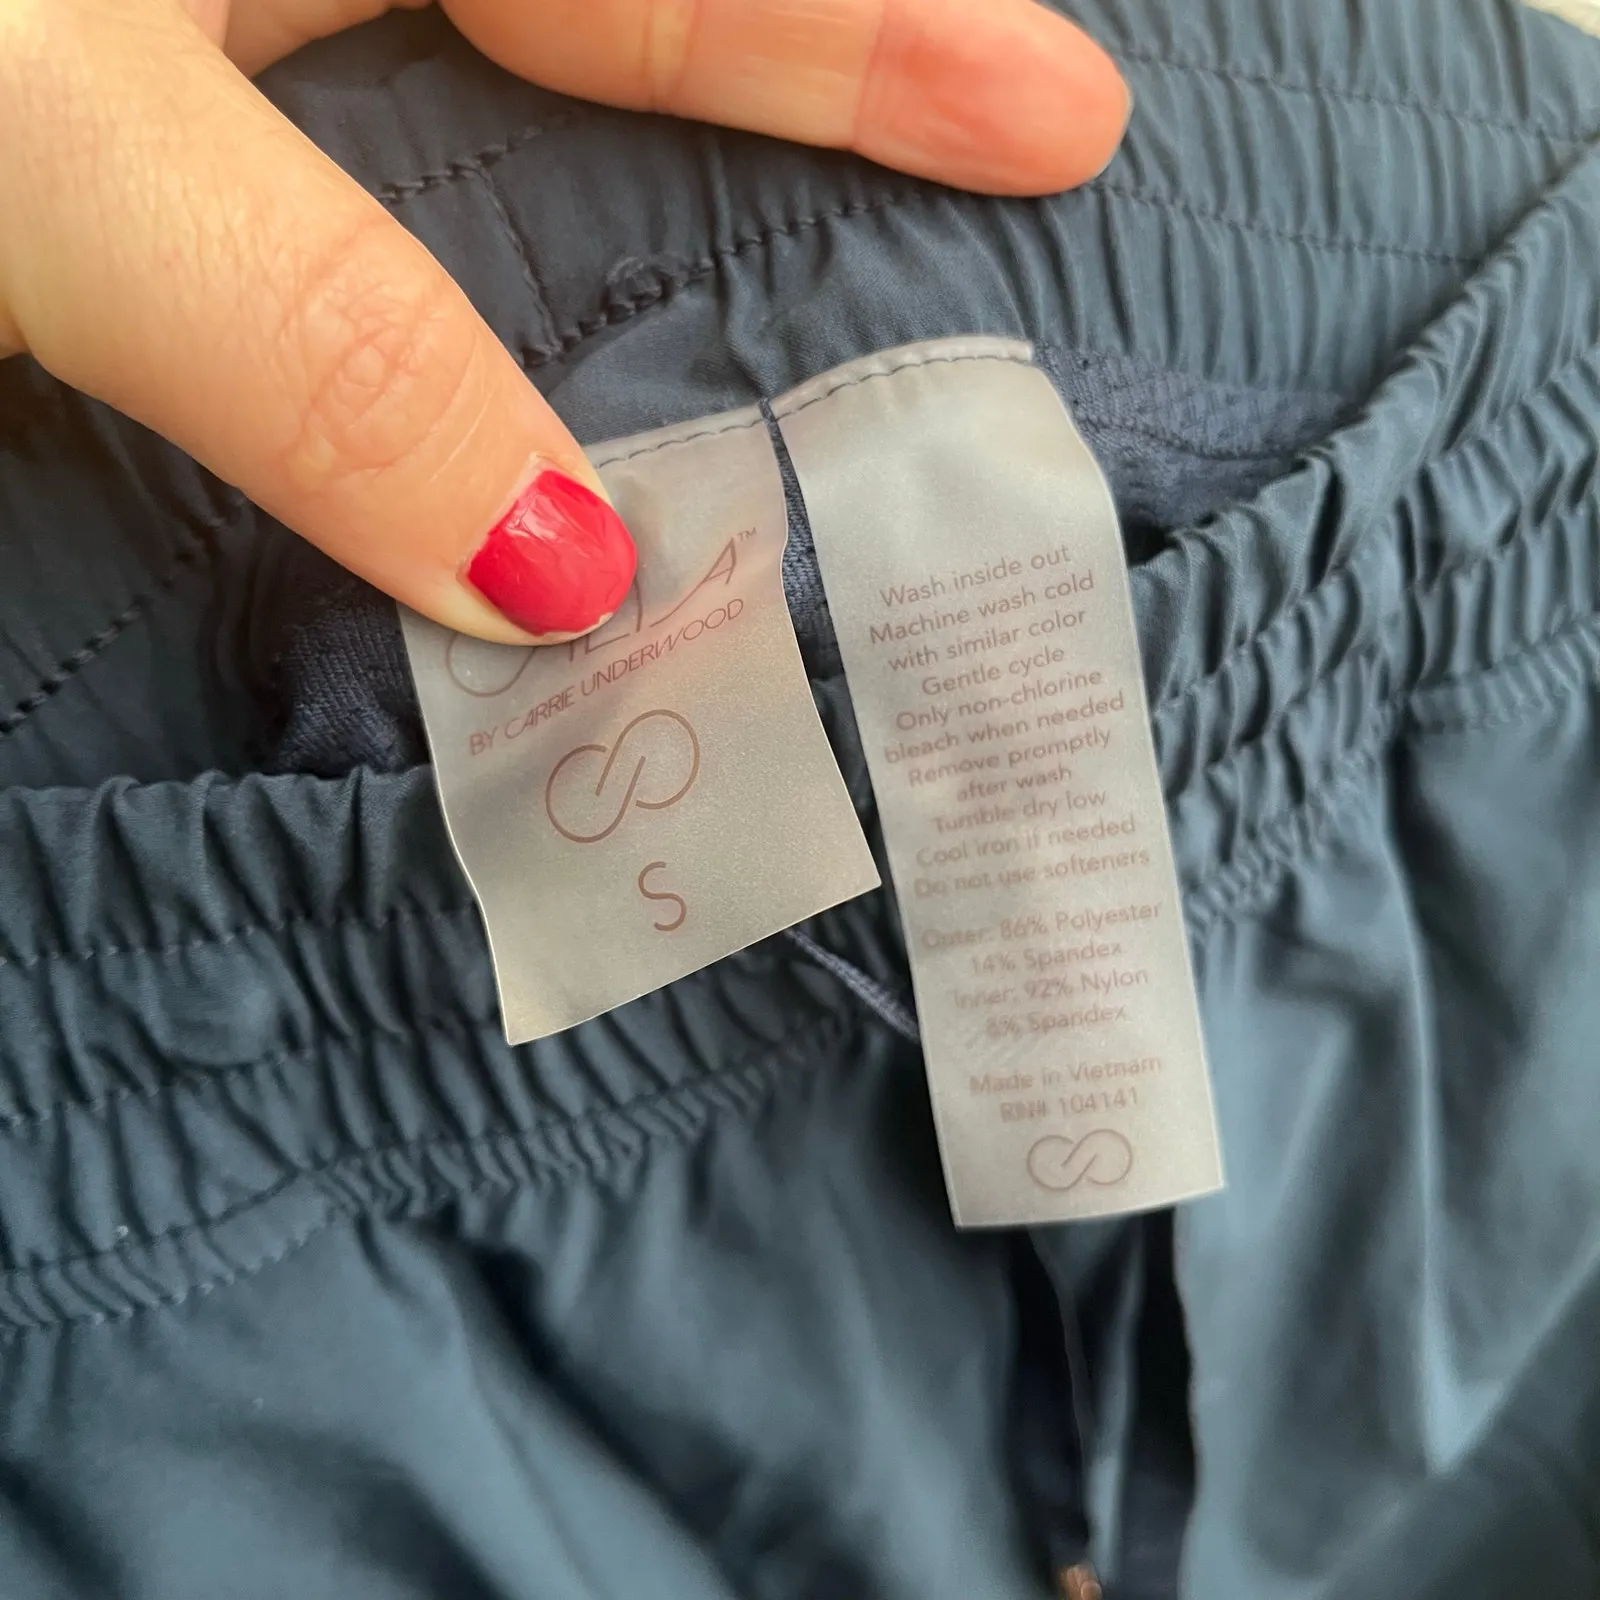 BY CARRIE UNDERWOOD
S
Wash inside out
Machine wash cold
with similar color
Gentle cycle
Only non-chlorine
bleach when needed
Remove promptly
after wash
Tumble dry low
Cool iron if needed
Do not use softeners
Outer: 86% Polyester
14% Spandex
Inner: 92% Nylon
8% Spandex
Made in Vietnam
RN# 104141